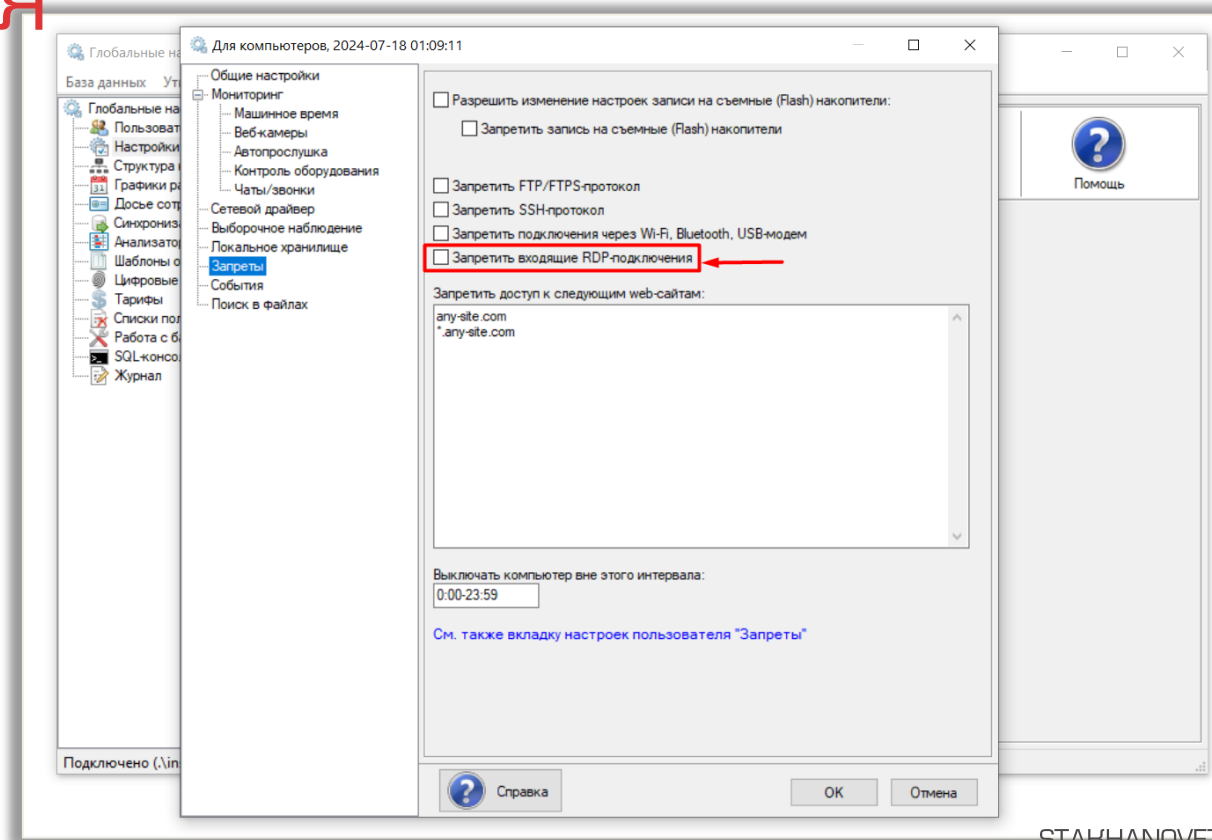 Я
Глобальные на
База данных Ути
Глобальные на
Пользоват
Настройки
Структура
Графики ра
Досье сотр
Синхрониза
Анализатор
Шаблоны о
Цифровые
Тарифы
Списки пол
Работа с б
SQL-консо
Журнал
Подключено (.\in
Для компьютеров, 2024-07-18 01:09:11
Общие настройки
Мониторинг
Машинное время
Веб-камеры
Автопрослушка
Контроль оборудования
Чаты/звонки
Сетевой драйвер
Выборочное наблюдение
Локальное хранилище
Запреты
События
Поиск в файлах
Разрешить изменение настроек записи на съемные (Flash) накопители:
Запретить запись на съемные (Flash) накопители
Запретить FTP/FTPS-протокол
Запретить SSH-протокол
Запретить подключения через Wi-Fi, Bluetooth, USB-модем
Запретить входящие RDP-подключения
Запретить доступ к следующим web-сайтам:
any-site.com
*.any-site.com
Выключать компьютер вне этого интервала:
0:00-23:59
См. также вкладку настроек пользователя "Запреты"
Справка
OK
Отмена
Помощь